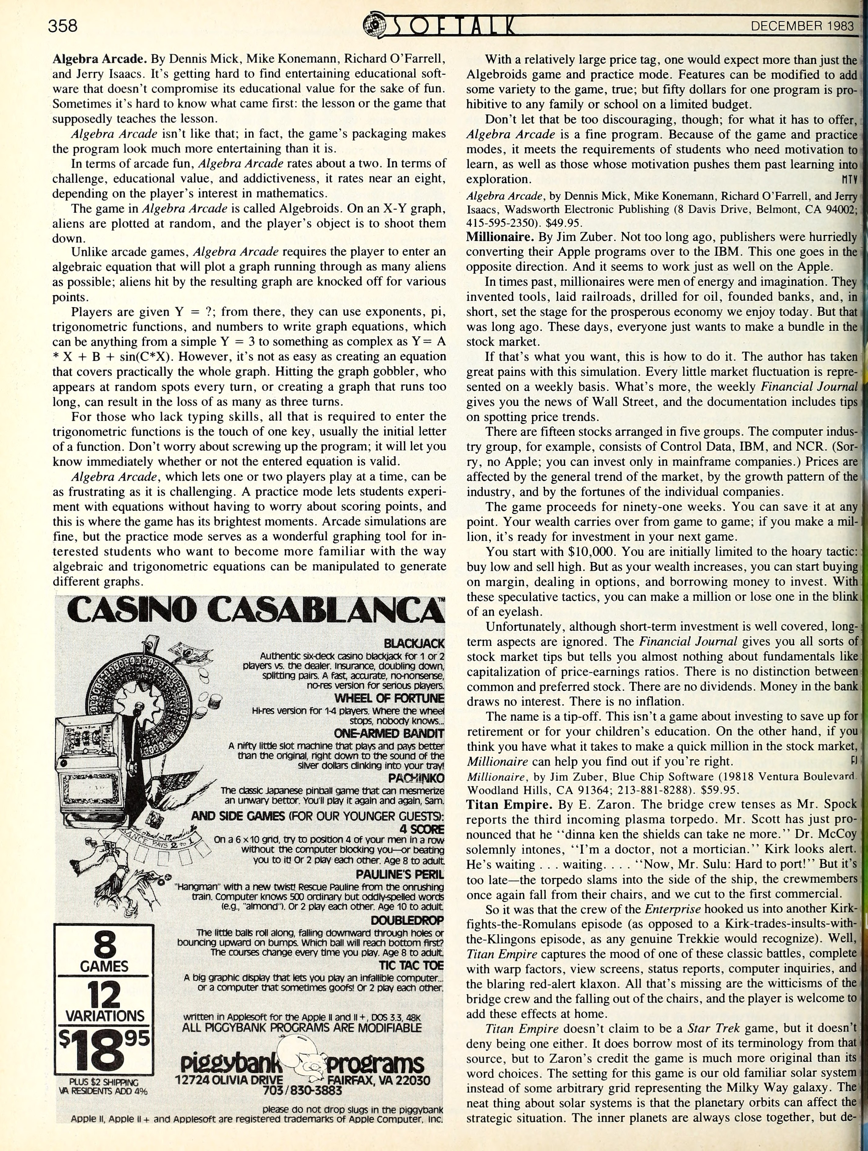 358
SOFTALK
DECEMBER 1983
Algebra Arcade. By Dennis Mick, Mike Konemann, Richard O'Farrell,
and Jerry Isaacs. It's getting hard to find entertaining educational soft-
ware that doesn't compromise its educational value for the sake of fun.
Sometimes it's hard to know what came first: the lesson or the game that
supposedly teaches the lesson.
Algebra Arcade isn't like that; in fact, the game's packaging makes
the program look much more entertaining than it is.
In terms of arcade fun, Algebra Arcade rates about a two. In terms of
challenge, educational value, and addictiveness, it rates near an eight,
depending on the player's interest in mathematics.
The game in Algebra Arcade is called Algebroids. On an X-Y graph,
aliens are plotted at random, and the player's object is to shoot them
down.
Unlike arcade games, Algebra Arcade requires the player to enter an
algebraic equation that will plot a graph running through as many aliens
as possible; aliens hit by the resulting graph are knocked off for various
points.
Players are given Y = ?; from there, they can use exponents, pi,
trigonometric functions, and numbers to write graph equations, which
can be anything from a simple Y = 3 to something as complex as Y = A
* X + B + sin(C*X). However, it's not as easy as creating an equation
that covers practically the whole graph. Hitting the graph gobbler, who
appears at random spots every turn, or creating a graph that runs too
long, can result in the loss of as many as three turns.
For those who lack typing skills, all that is required to enter the
trigonometric functions is the touch of one key, usually the initial letter
of a function. Don't worry about screwing up the program; it will let you
know immediately whether or not the entered equation is valid.
Algebra Arcade, which lets one or two players play at a time, can be
as frustrating as it is challenging. A practice mode lets students experi-
ment with equations without having to worry about scoring points, and
this is where the game has its brightest moments. Arcade simulations are
fine, but the practice mode serves as a wonderful graphing tool for in-
terested students who want to become more familiar with the way
algebraic and trigonometric equations can be manipulated to generate
different graphs.
CASINO CASABLANCA™
BLACKJACK
Authentic six-deck casino blackjack for 1 or 2
players vs. the dealer. Insurance, doubling down,
splitting pairs. A fast, accurate, no-nonsense,
no-res version for serious players.
WHEEL OF FORTUNE
Hi-res version for 1-4 players. Where the wheel
stops, nobody knows...
ONE-ARMED BANDIT
A nifty little slot machine that plays and pays better
than the original, right down to the sound of the
silver dollars clinking into your tray!
PACHINKO
The classic Japanese pinball game that can mesmerize
an unwary bettor. You'll play it again and again, Sam.
AND SIDE GAMES (FOR OUR YOUNGER GUESTS):
4 SCORE
On a 6 x 10 grid, try to position 4 of your men in a row
without the computer blocking you—or beating
you to it! Or 2 play each other. Age 8 to adult.
PAULINE'S PERIL
"Hangman" with a new twist! Rescue Pauline from the onrushing
train. Computer knows 500 ordinary but oddly-spelled words
(e.g., "almond"). Or 2 play each other. Age 10 to adult.
DOUBLEDROP
The little balls roll along, falling downward through holes or
bouncing upward on bumps. Which ball will reach bottom first?
The courses change every time you play. Age 8 to adult.
TIC TAC TOE
A big graphic display that lets you play an infallible computer...
or a computer that sometimes goofs! Or 2 play each other.
8
GAMES
12
VARIATIONS
$18 95
PLUS $2 SHIPPING
VA RESIDENTS ADD 4%
written in Applesoft for the Apple II and II +, DOS 3.3, 48K
ALL PIGGYBANK PROGRAMS ARE MODIFIABLE
piggybank programs
12724 OLIVIA DRIVE FAIRFAX, VA 22030
703/830-3883
please do not drop slugs in the piggybank
Apple II, Apple II + and Applesoft are registered trademarks of Apple Computer, Inc.
With a relatively large price tag, one would expect more than just the
Algebroids game and practice mode. Features can be modified to add
some variety to the game, true; but fifty dollars for one program is pro-
hibitive to any family or school on a limited budget.
Don't let that be too discouraging, though; for what it has to offer,
Algebra Arcade is a fine program. Because of the game and practice
modes, it meets the requirements of students who need motivation to
learn, as well as those whose motivation pushes them past learning into
exploration. MTV
Algebra Arcade, by Dennis Mick, Mike Konemann, Richard O'Farrell, and Jerry
Isaacs, Wadsworth Electronic Publishing (8 Davis Drive, Belmont, CA 94002;
415-595-2350). $49.95.
Millionaire. By Jim Zuber. Not too long ago, publishers were hurriedly
converting their Apple programs over to the IBM. This one goes in the
opposite direction. And it seems to work just as well on the Apple.
In times past, millionaires were men of energy and imagination. They
invented tools, laid railroads, drilled for oil, founded banks, and, in
short, set the stage for the prosperous economy we enjoy today. But that
was long ago. These days, everyone just wants to make a bundle in the
stock market.
If that's what you want, this is how to do it. The author has taken
great pains with this simulation. Every little market fluctuation is repre-
sented on a weekly basis. What's more, the weekly Financial Journal
gives you the news of Wall Street, and the documentation includes tips
on spotting price trends.
There are fifteen stocks arranged in five groups. The computer indus-
try group, for example, consists of Control Data, IBM, and NCR. (Sor-
ry, no Apple; you can invest only in mainframe companies.) Prices are
affected by the general trend of the market, by the growth pattern of the
industry, and by the fortunes of the individual companies.
The game proceeds for ninety-one weeks. You can save it at any
point. Your wealth carries over from game to game; if you make a mil-
lion, it's ready for investment in your next game.
You start with $10,000. You are initially limited to the hoary tactic:
buy low and sell high. But as your wealth increases, you can start buying
on margin, dealing in options, and borrowing money to invest. With
these speculative tactics, you can make a million or lose one in the blink
of an eyelash.
Unfortunately, although short-term investment is well covered, long-
term aspects are ignored. The Financial Journal gives you all sorts of
stock market tips but tells you almost nothing about fundamentals like
capitalization of price-earnings ratios. There is no distinction between
common and preferred stock. There are no dividends. Money in the bank
draws no interest. There is no inflation.
The name is a tip-off. This isn't a game about investing to save up for
retirement or for your children's education. On the other hand, if you
think you have what it takes to make a quick million in the stock market,
Millionaire can help you find out if you're right.
Millionaire, by Jim Zuber, Blue Chip Software (19818 Ventura Boulevard,
Woodland Hills, CA 91364; 213-881-8288). $59.95.
Titan Empire. By E. Zaron. The bridge crew tenses as Mr. Spock
reports the third incoming plasma torpedo. Mr. Scott has just pro-
nounced that he "dinna ken the shields can take ne more." Dr. McCoy
solemnly intones, "I'm a doctor, not a mortician." Kirk looks alert.
He's waiting . . . waiting. . . . "Now, Mr. Sulu: Hard to port!" But it's
too late—the torpedo slams into the side of the ship, the crewmembers
once again fall from their chairs, and we cut to the first commercial.
So it was that the crew of the Enterprise hooked us into another Kirk-
fights-the-Romulans episode (as opposed to a Kirk-trades-insults-with-
the-Klingons episode, as any genuine Trekkie would recognize). Well,
Titan Empire captures the mood of one of these classic battles, complete
with warp factors, view screens, status reports, computer inquiries, and
the blaring red-alert klaxon. All that's missing are the witticisms of the
bridge crew and the falling out of the chairs, and the player is welcome to
add these effects at home.
Titan Empire doesn't claim to be a Star Trek game, but it doesn't
deny being one either. It does borrow most of its terminology from that
source, but to Zaron's credit the game is much more original than its
word choices. The setting for this game is our old familiar solar system
instead of some arbitrary grid representing the Milky Way galaxy. The
neat thing about solar systems is that the planetary orbits can affect the
strategic situation. The inner planets are always close together, but de-